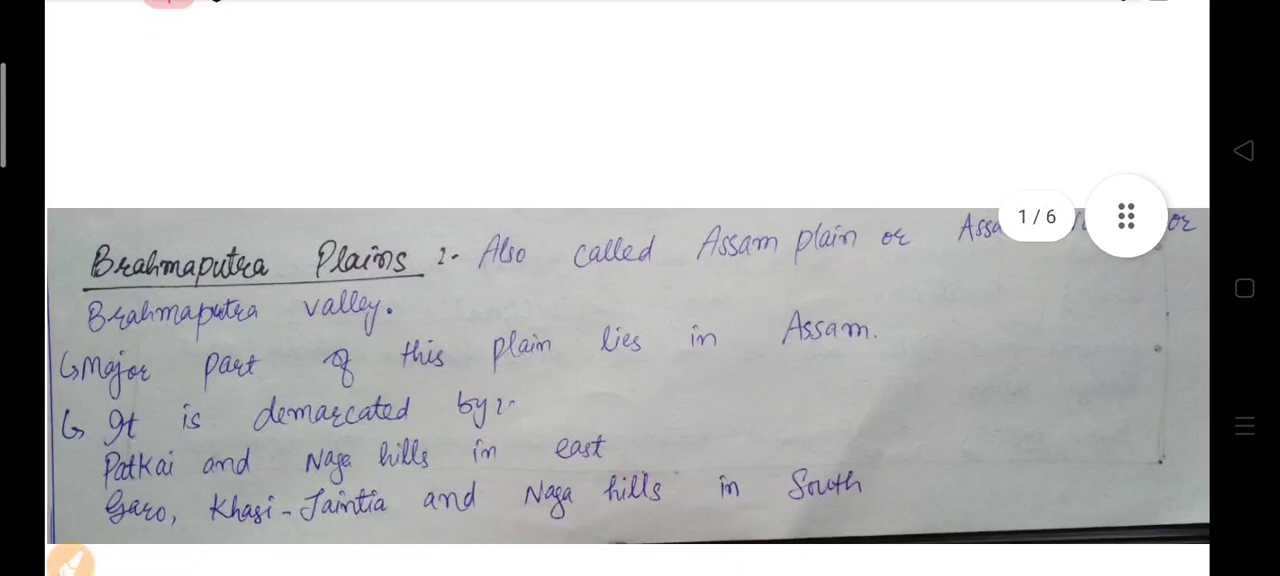 1/6
Brahmaputra Plains :- Also called Assam plain or or
Brahmaputra valley.
↳ Major part of this plain lies in Assam.
↳ It is demarcated by :-
Patkai and Naga hills in east
Garo, Khasi-Jaintia and Naga hills in South